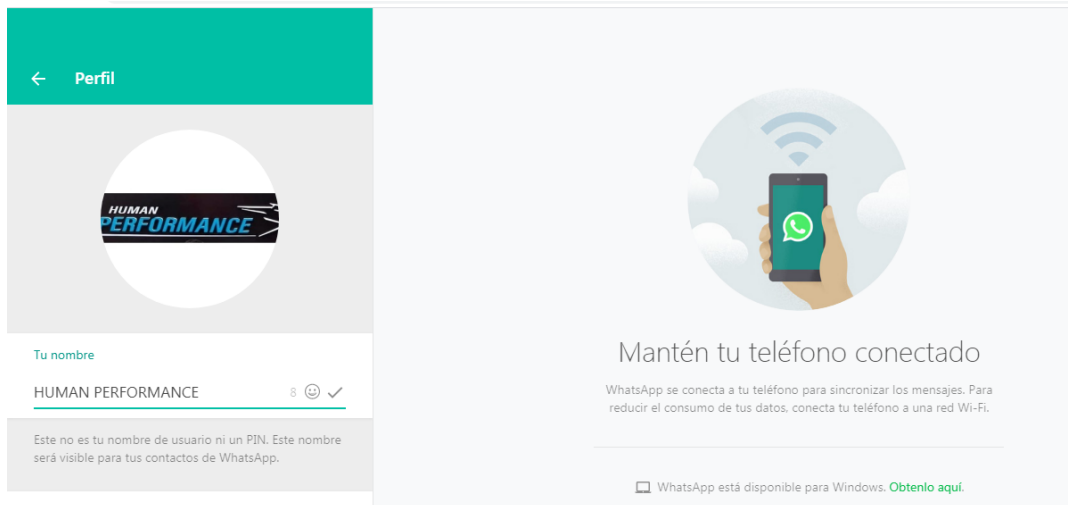 Perfil
HUMAN
PERFORMANCE
Tu nombre
HUMAN PERFORMANCE 8
Este no es tu nombre de usuario ni un PIN. Este nombre
será visible para tus contactos de WhatsApp.
Mantén tu teléfono conectado
WhatsApp se conecta a tu teléfono para sincronizar los mensajes. Para
reducir el consumo de tus datos, conecta tu teléfono a una red Wi-Fi.
WhatsApp está disponible para Windows. Obtenlo aquí.